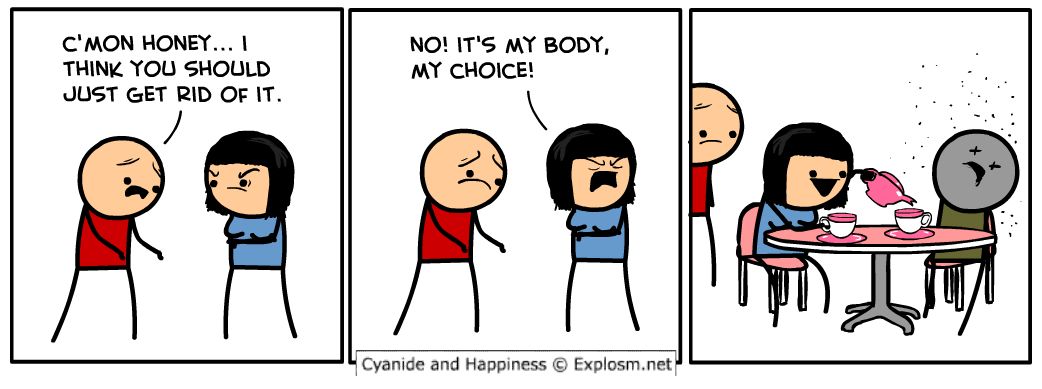 C'MON HONEY... I
THINK YOU SHOULD
JUST GET RID OF IT.
NO! IT'S MY BODY,
MY CHOICE!
Cyanide and Happiness © Explosm.net